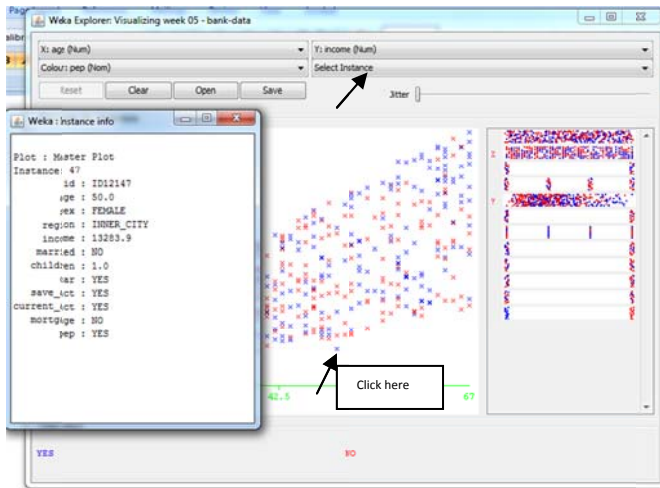 Weka Explorer: Visualizing week 05 - bank-data
X: age (Num)
Y: income (Num)
Colour: pep (Nom)
Select Instance
Reset
Clear
Open
Save
Jitter
Weka : Instance info
Plot : Master Plot
Instance: 47
id : ID12147
age : 50.0
sex : FEMALE
region : INNER_CITY
income : 13283.9
married : NO
children : 1.0
car : YES
save_act : YES
current_act : YES
mortgage : NO
pep : YES
X
Y
Click here
42.5
67
YES
NO